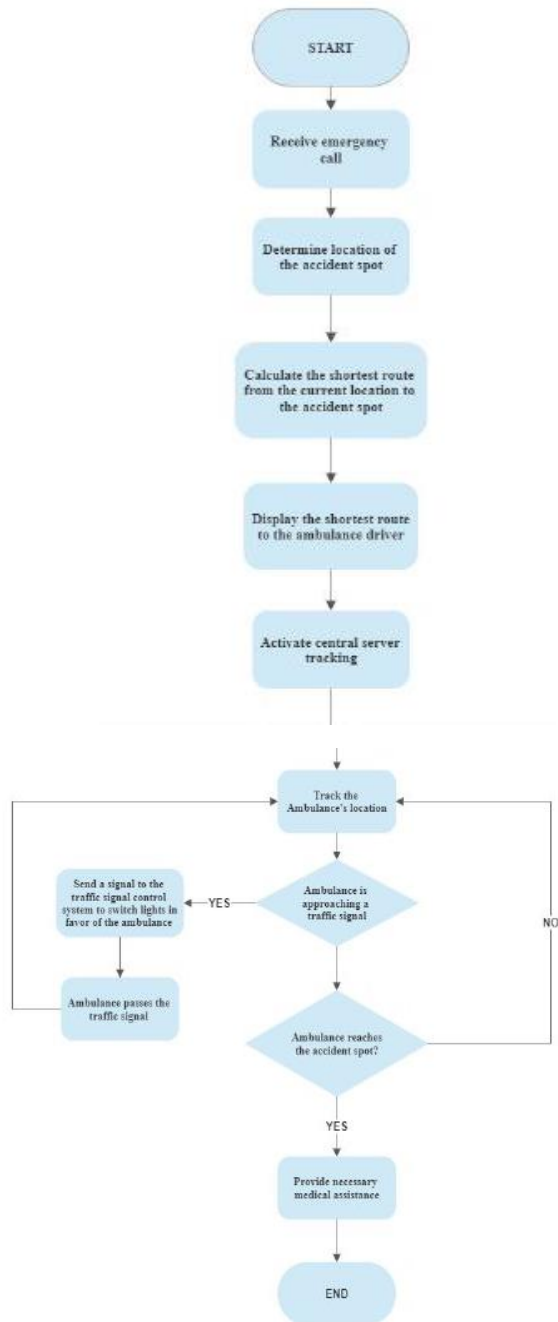 START
Receive emergency
call
Determine location of
the accident spot
Calculate the shortest route
from the current location to
the accident spot
Display the shortest route
to the ambulance driver
Activate central server
tracking
Track the
Ambulance's location
Send a signal to the
traffic signal control
system to switch lights in
favor of the ambulance
YES
Ambulance is
approaching a
traffic signal
NO
Ambulance passes the
traffic signal
Ambulance reaches
the accident spot?
YES
Provide necessary
medical assistance
END